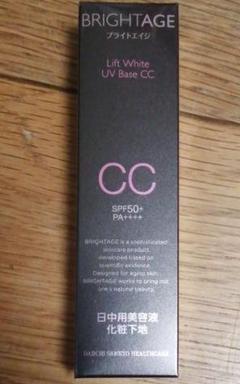 BRIGHTAGE
ブライトエイジ
Lift White
UV Base CC
CC
SPF50+
PA++++
BRIGHTAGE is a sophisticated
skincare product,
developed based on
scientific evidence.
Designed for aging skin,
BRIGHTAGE works to bring out
one's natural beauty.
日中用美容液
化粧下地
DAIICHI SANKYO HEALTHCARE